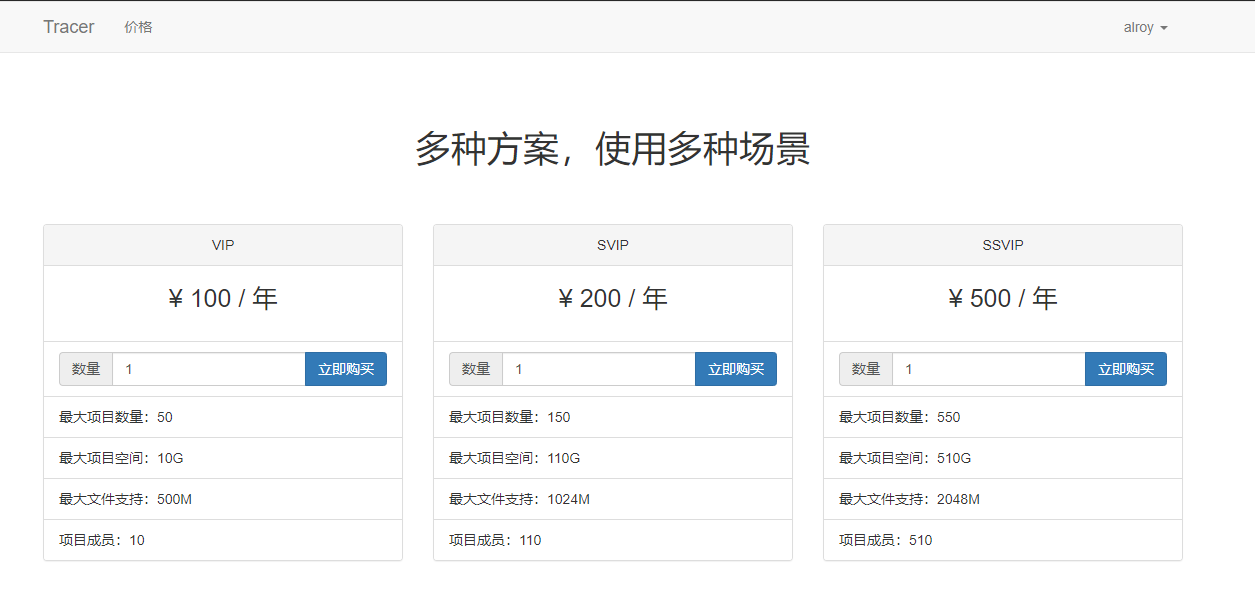 Tracer 价格 alroy
多种方案，使用多种场景
VIP
¥ 100 / 年
数量 1 立即购买
最大项目数量：50
最大项目空间：10G
最大文件支持：500M
项目成员：10
SVIP
¥ 200 / 年
数量 1 立即购买
最大项目数量：150
最大项目空间：110G
最大文件支持：1024M
项目成员：110
SSVIP
¥ 500 / 年
数量 1 立即购买
最大项目数量：550
最大项目空间：510G
最大文件支持：2048M
项目成员：510